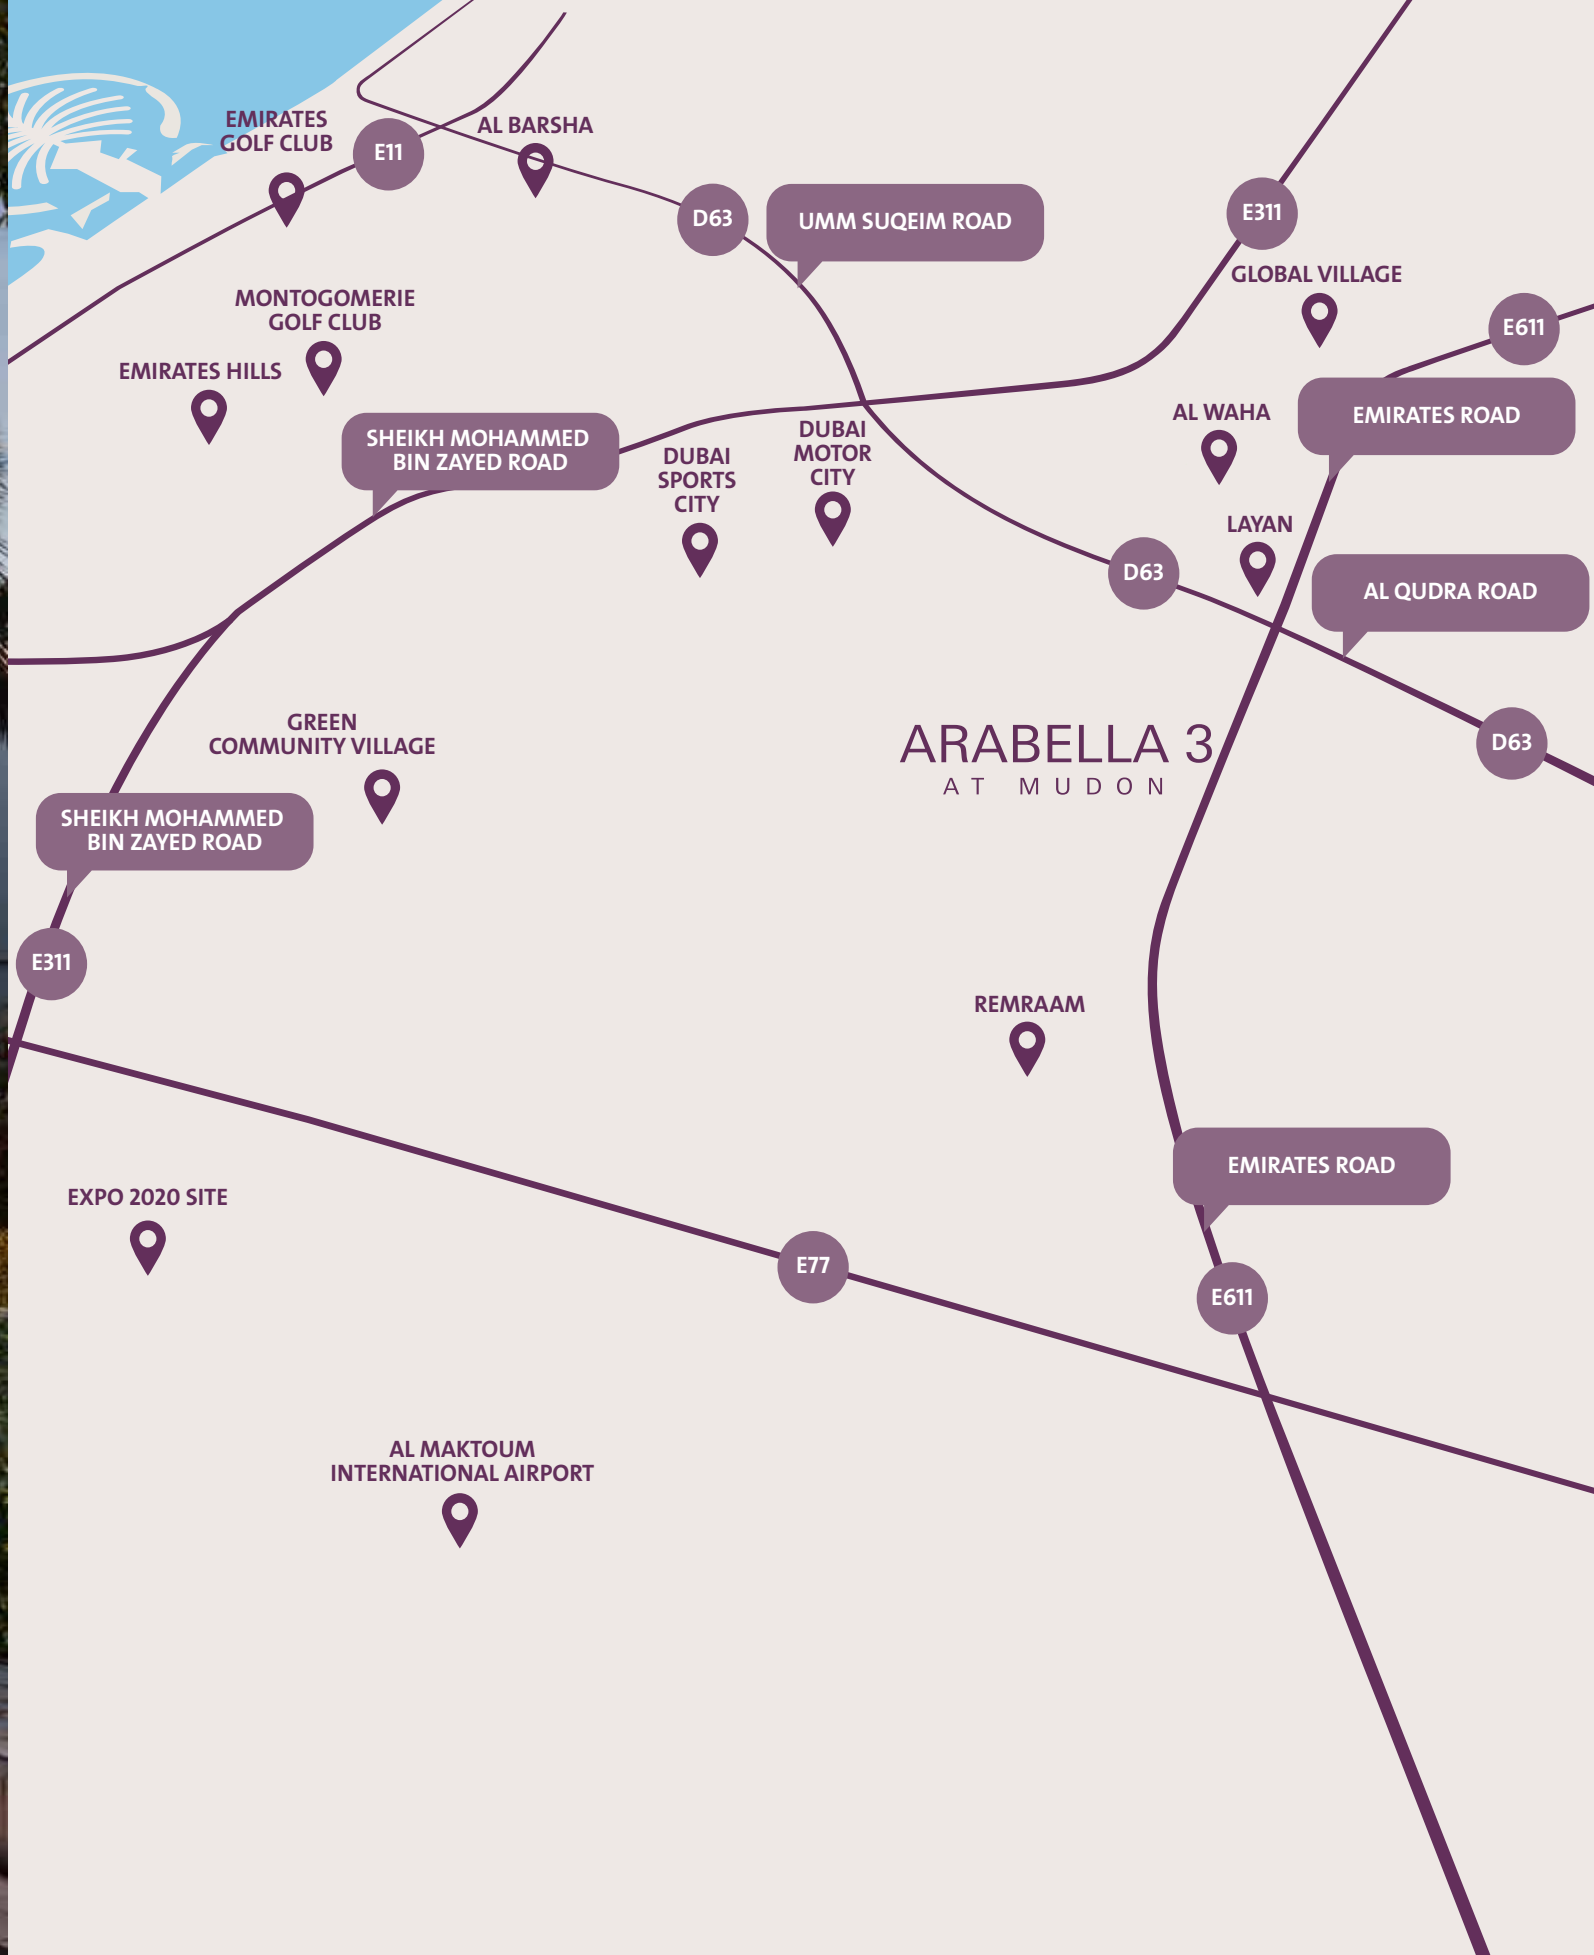 EMIRATES
GOLF CLUB
E11
AL BARSHA
D63
UMM SUQEIM ROAD
E311
GLOBAL VILLAGE
E611
MONTOGOMERIE
GOLF CLUB
EMIRATES HILLS
SHEIKH MOHAMMED
BIN ZAYED ROAD
DUBAI
SPORTS
CITY
DUBAI
MOTOR
CITY
AL WAHA
EMIRATES ROAD
LAYAN
D63
AL QUDRA ROAD
GREEN
COMMUNITY VILLAGE
ARABELLA 3
AT MUDON
D63
SHEIKH MOHAMMED
BIN ZAYED ROAD
E311
REMRAAM
EMIRATES ROAD
EXPO 2020 SITE
E77
E611
AL MAKTOUM
INTERNATIONAL AIRPORT